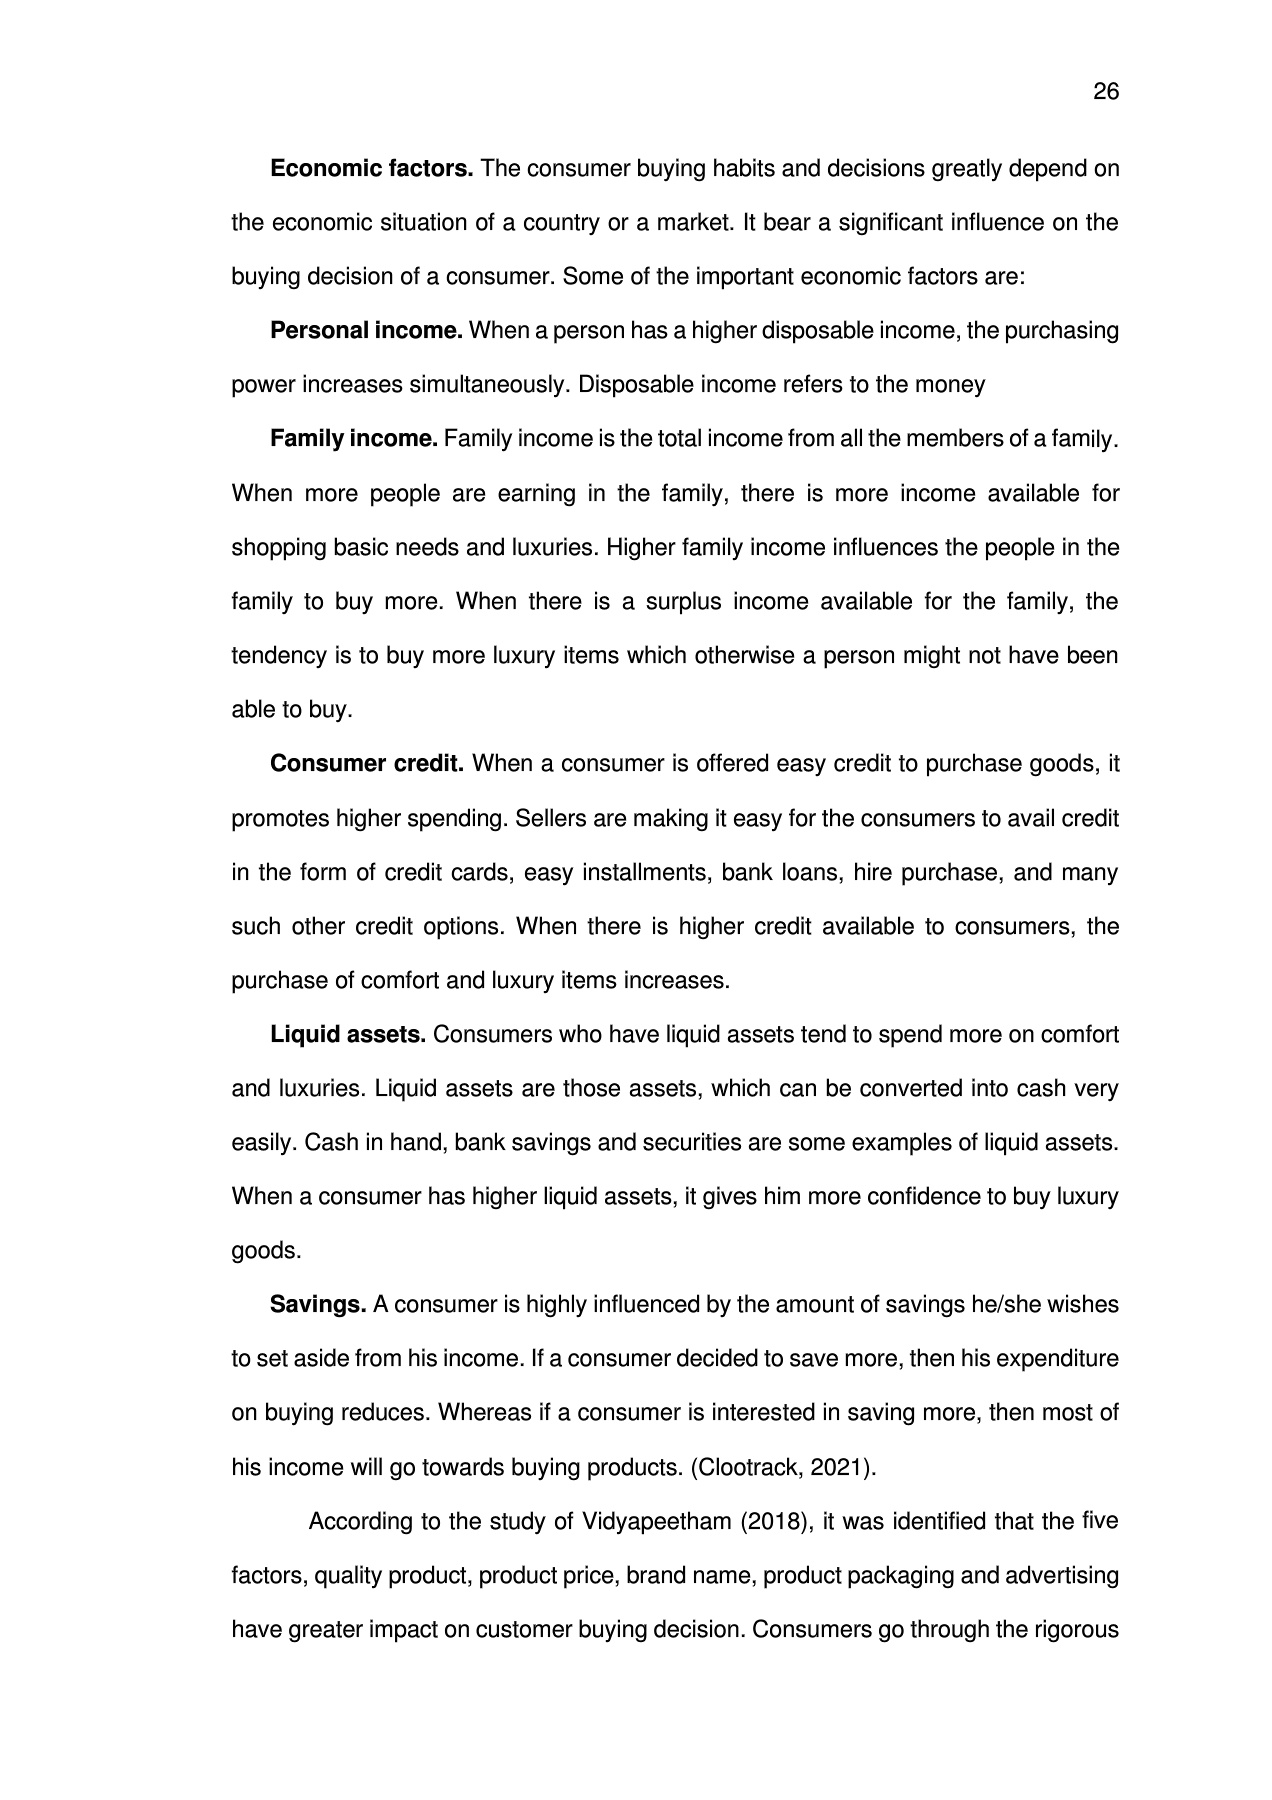 26
Economic factors. The consumer buying habits and decisions greatly depend on
the economic situation of a country or a market. It bear a significant influence on the
buying decision of a consumer. Some of the important economic factors are:
Personal income. When a person has a higher disposable income, the purchasing
power increases simultaneously. Disposable income refers to the money
Family income. Family income is the total income from all the members of a family.
When more people are earning in the family, there is more income available for
shopping basic needs and luxuries. Higher family income influences the people in the
family to buy more. When there is a surplus income available for the family, the
tendency is to buy more luxury items which otherwise a person might not have been
able to buy.
Consumer credit. When a consumer is offered easy credit to purchase goods, it
promotes higher spending. Sellers are making it easy for the consumers to avail credit
in the form of credit cards, easy installments, bank loans, hire purchase, and many
such other credit options. When there is higher credit available to consumers, the
purchase of comfort and luxury items increases.
Liquid assets. Consumers who have liquid assets tend to spend more on comfort
and luxuries. Liquid assets are those assets, which can be converted into cash very
easily. Cash in hand, bank savings and securities are some examples of liquid assets.
When a consumer has higher liquid assets, it gives him more confidence to buy luxury
goods.
Savings. A consumer is highly influenced by the amount of savings he/she wishes
to set aside from his income. If a consumer decided to save more, then his expenditure
on buying reduces. Whereas if a consumer is interested in saving more, then most of
his income will go towards buying products. (Clootrack, 2021).
According to the study of Vidyapeetham (2018), it was identified that the five
factors, quality product, product price, brand name, product packaging and advertising
have greater impact on customer buying decision. Consumers go through the rigorous